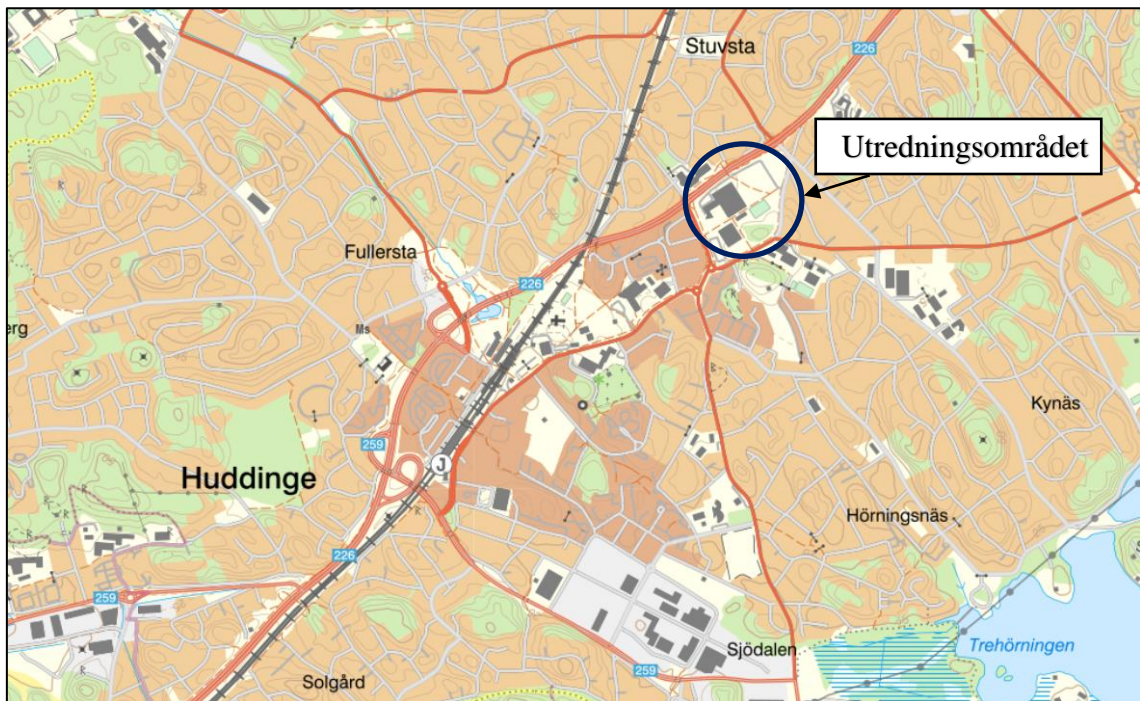 Stuvsta
226
Utredningsområdet
Fullersta
226
erg
Ms
Kynäs
259
J
Huddinge
Hörningsnäs
226
259
Trehörningen
Sjödalen
259
Solgård